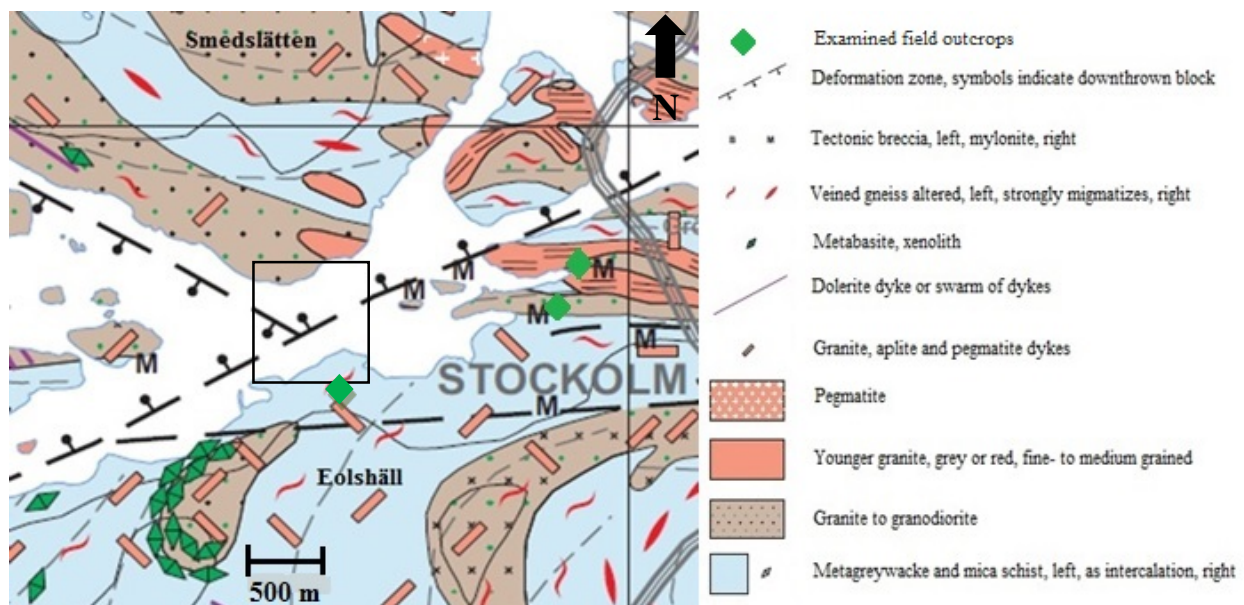 Smedslätten
N
M
M
M
M
M
M
STOCKOLM
M
Eolshäll
500 m
Examined field outcrops
Deformation zone, symbols indicate downthrown block
Tectonic breccia, left, mylonite, right
Veined gneiss altered, left, strongly migmatizes, right
Metabasite, xenolith
Dolerite dyke or swarm of dykes
Granite, aplite and pegmatite dykes
Pegmatite
Younger granite, grey or red, fine- to medium grained
Granite to granodiorite
Metagreywacke and mica schist, left, as intercalation, right